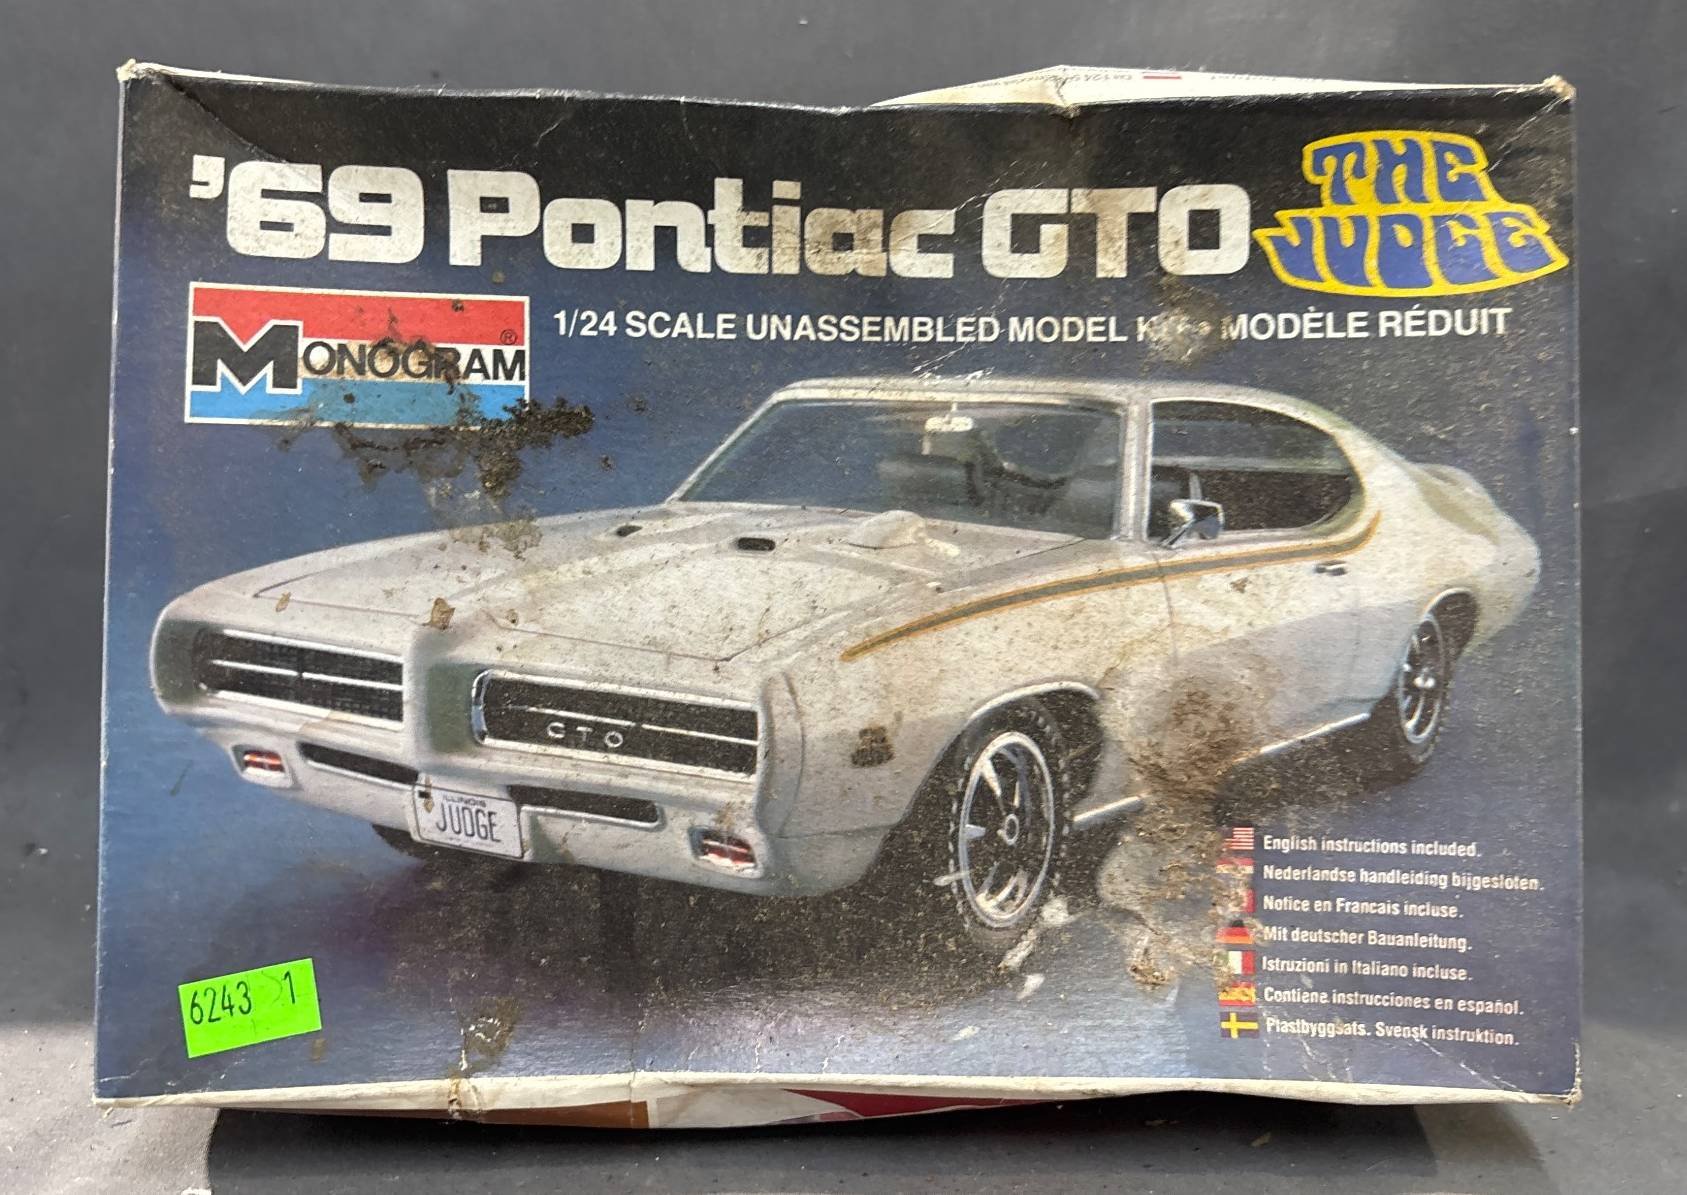 '69 Pontiac GTO
THE
JUDGE
MONOGRAM®
1/24 SCALE UNASSEMBLED MODEL MODÈLE RÉDUIT
GTO
ILLINOIS
JUDGE
English instructions included.
Nederlandse handleiding bijgesloten.
Notice en Francais incluse.
Mit deutscher Bauanleitung.
Istruzioni in Italiano incluse.
Contiene instrucciones en español.
Plastbyggsats. Svensk instruktion.
6243 1